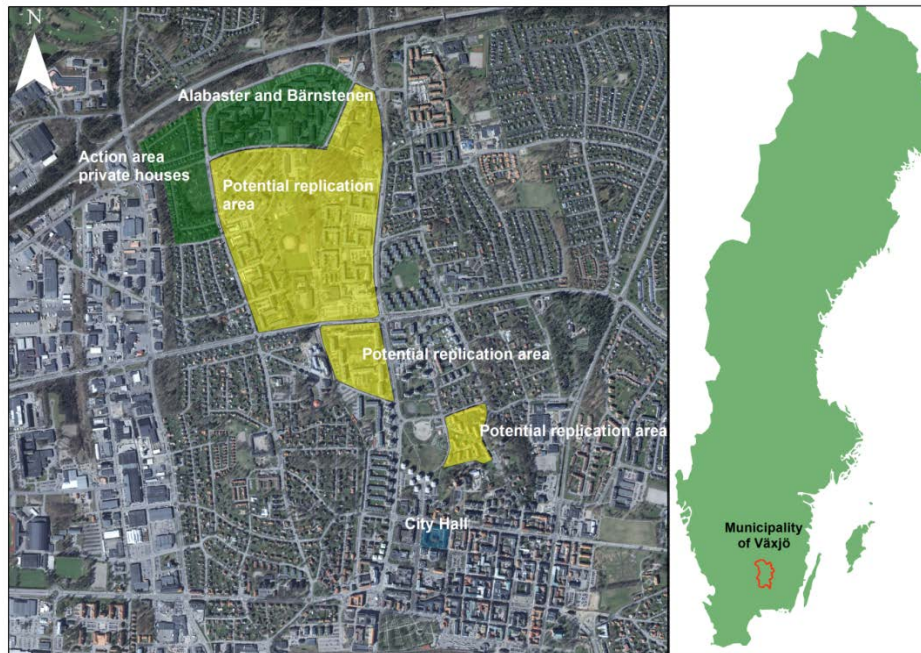 N
Alabaster and Bärnstenen
Action area
private houses
Potential replication
area
Potential replication area
Potential replication area
City Hall
Municipality
of Växjö